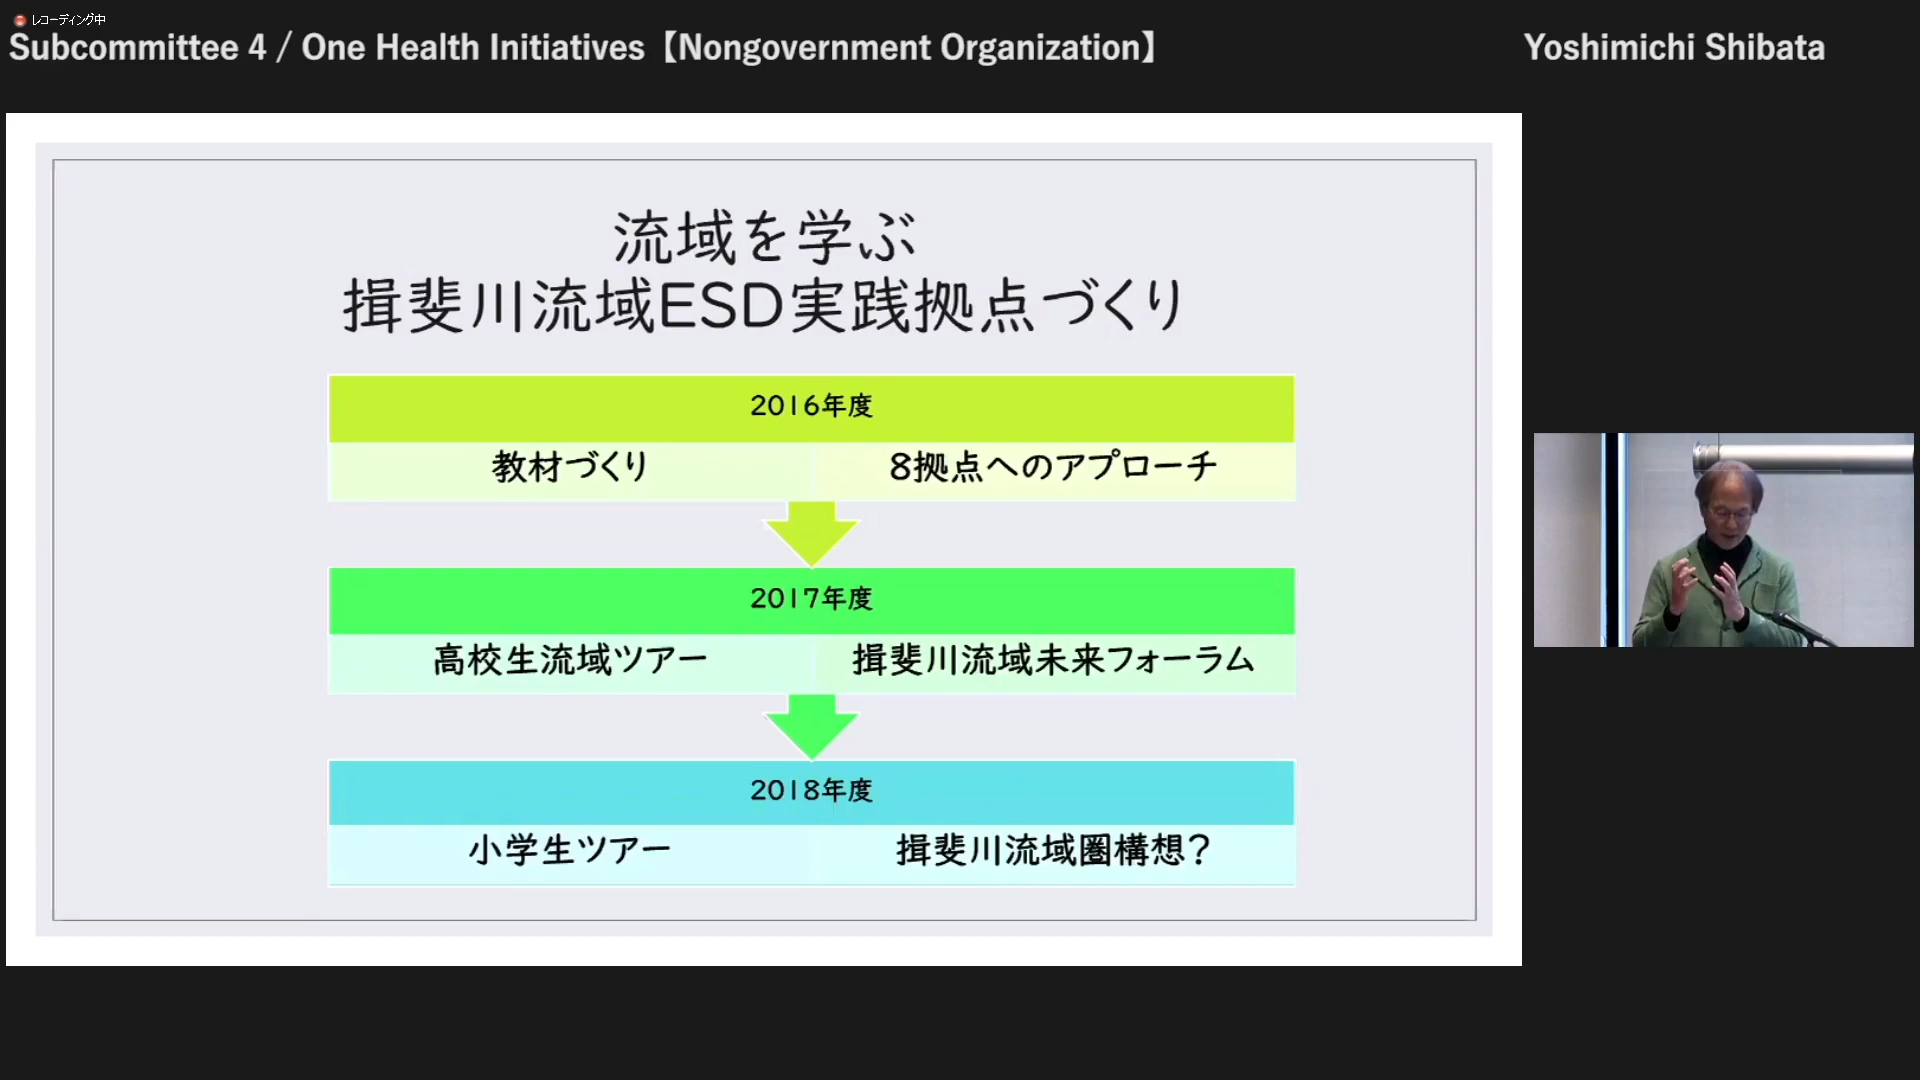 レコーディング中
Subcommittee 4 / One Health Initiatives【Nongovernment Organization】
Yoshimichi Shibata
流域を学ぶ
揖斐川流域ESD実践拠点づくり
2016年度
教材づくり
8拠点へのアプローチ
2017年度
高校生流域ツアー
揖斐川流域未来フォーラム
2018年度
小学生ツアー
揖斐川流域圏構想?